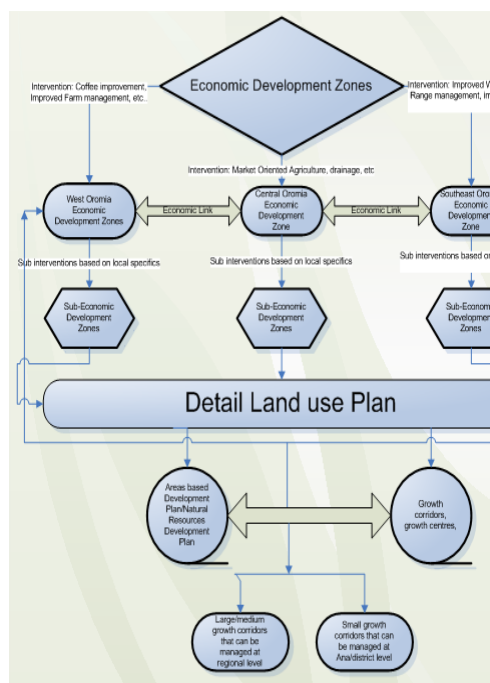 Economic Development Zones
Intervention: Coffee improvement,
Improved Farm management, etc..
Intervention: Improved
Range management,
Intervention: Market Oriented Agriculture, drainage, etc
West Oromia
Economic
Development Zones
Economic Link
Central Oromia
Economic
Development
Zone
Economic Link
Southeast
Economic
Zone
Sub interventions based on local specifics
Sub interventions based on local specifics
Sub interventions based on
Sub-Economic
Development
Zones
Sub-Economic
Development
Zones
Zones
Detail Land use Plan
Areas based
Development
Plan/Natural
Resources
Development
Plan
Growth
corridors,
growth centres,
Large/medium
growth corridors
that can be
managed at
regional level
Small growth
corridors that can
be managed at
Ana/district level